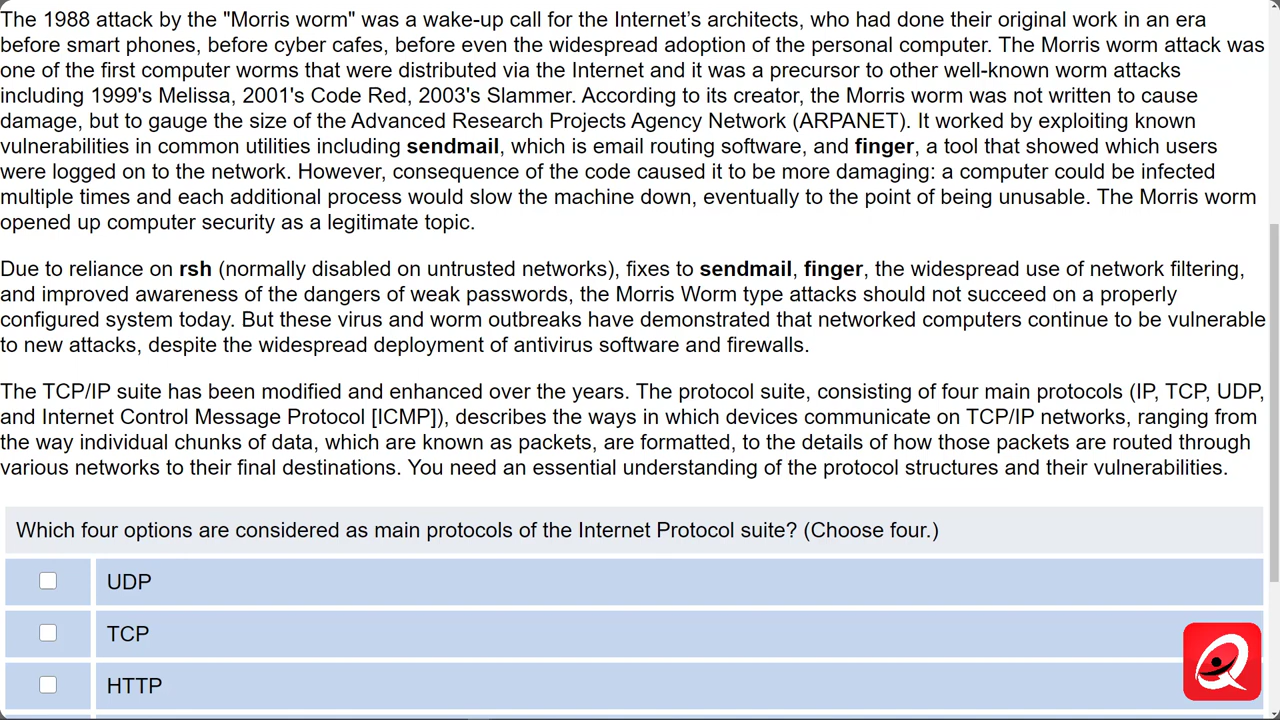 The 1988 attack by the "Morris worm" was a wake-up call for the Internet’s architects, who had done their original work in an era
before smart phones, before cyber cafes, before even the widespread adoption of the personal computer. The Morris worm attack was
one of the first computer worms that were distributed via the Internet and it was a precursor to other well-known worm attacks
including 1999's Melissa, 2001's Code Red, 2003's Slammer. According to its creator, the Morris worm was not written to cause
damage, but to gauge the size of the Advanced Research Projects Agency Network (ARPANET). It worked by exploiting known
vulnerabilities in common utilities including sendmail, which is email routing software, and finger, a tool that showed which users
were logged on to the network. However, consequence of the code caused it to be more damaging: a computer could be infected
multiple times and each additional process would slow the machine down, eventually to the point of being unusable. The Morris worm
opened up computer security as a legitimate topic.
Due to reliance on rsh (normally disabled on untrusted networks), fixes to sendmail, finger, the widespread use of network filtering,
and improved awareness of the dangers of weak passwords, the Morris Worm type attacks should not succeed on a properly
configured system today. But these virus and worm outbreaks have demonstrated that networked computers continue to be vulnerable
to new attacks, despite the widespread deployment of antivirus software and firewalls.
The TCP/IP suite has been modified and enhanced over the years. The protocol suite, consisting of four main protocols (IP, TCP, UDP,
and Internet Control Message Protocol [ICMP]), describes the ways in which devices communicate on TCP/IP networks, ranging from
the way individual chunks of data, which are known as packets, are formatted, to the details of how those packets are routed through
various networks to their final destinations. You need an essential understanding of the protocol structures and their vulnerabilities.
Which four options are considered as main protocols of the Internet Protocol suite? (Choose four.)
UDP
TCP
HTTP